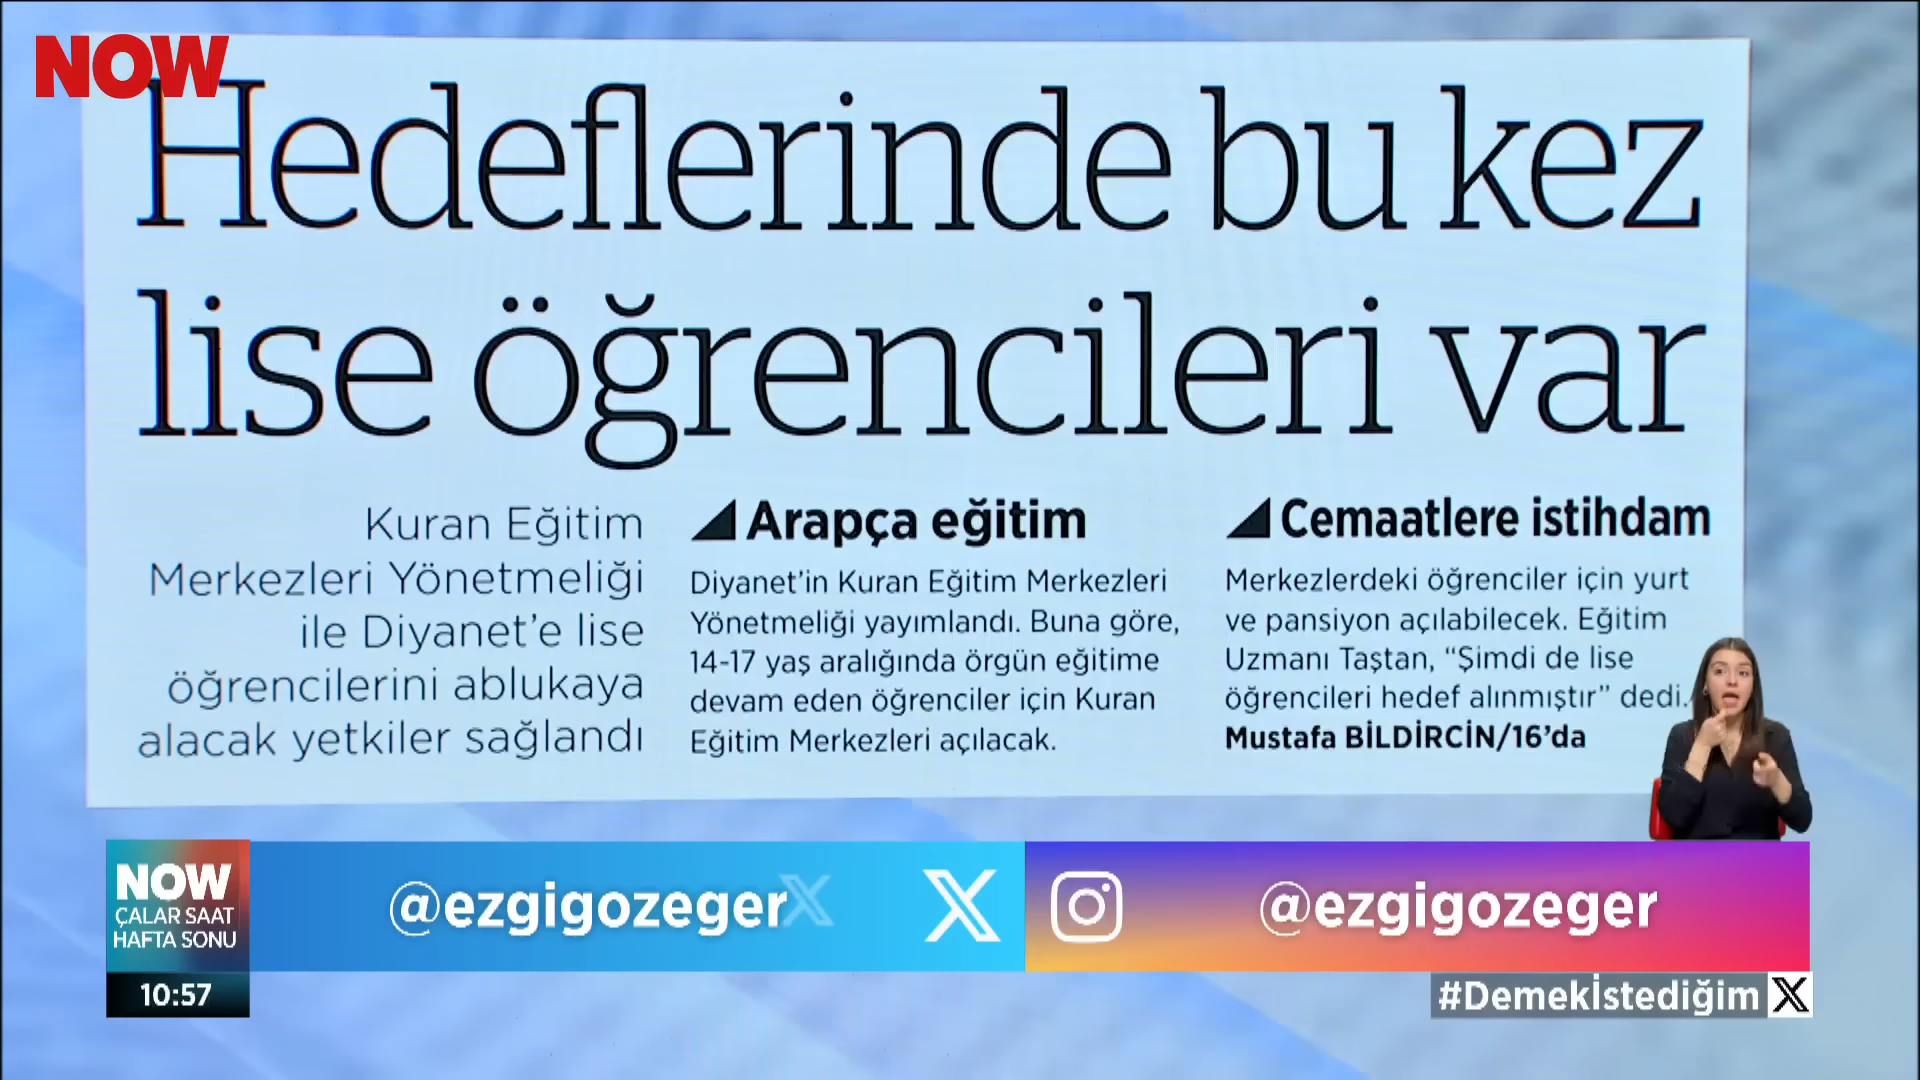 NOW
Hedeflerinde bu kez
lise öğrencileri var
Kuran Eğitim
Merkezleri Yönetmeliği
ile Diyanet'e lise
öğrencilerini ablukaya
alacak yetkiler sağlandı
Arapça eğitim
Diyanet'in Kuran Eğitim Merkezleri
Yönetmeliği yayımlandı. Buna göre,
14-17 yaş aralığında örgün eğitime
devam eden öğrenciler için Kuran
Eğitim Merkezleri açılacak.
Cemaatlere istihdam
Merkezlerdeki öğrenciler için yurt
ve pansiyon açılabilecek. Eğitim
Uzmanı Taştan, “Şimdi de lise
öğrencileri hedef alınmıştır” dedi.
Mustafa BİLDİRCİN/16’da
NOW
ÇALAR SAAT
HAFTA SONU
10:57
@ezgigozeger
@ezgigozeger
#Demekİstediğim